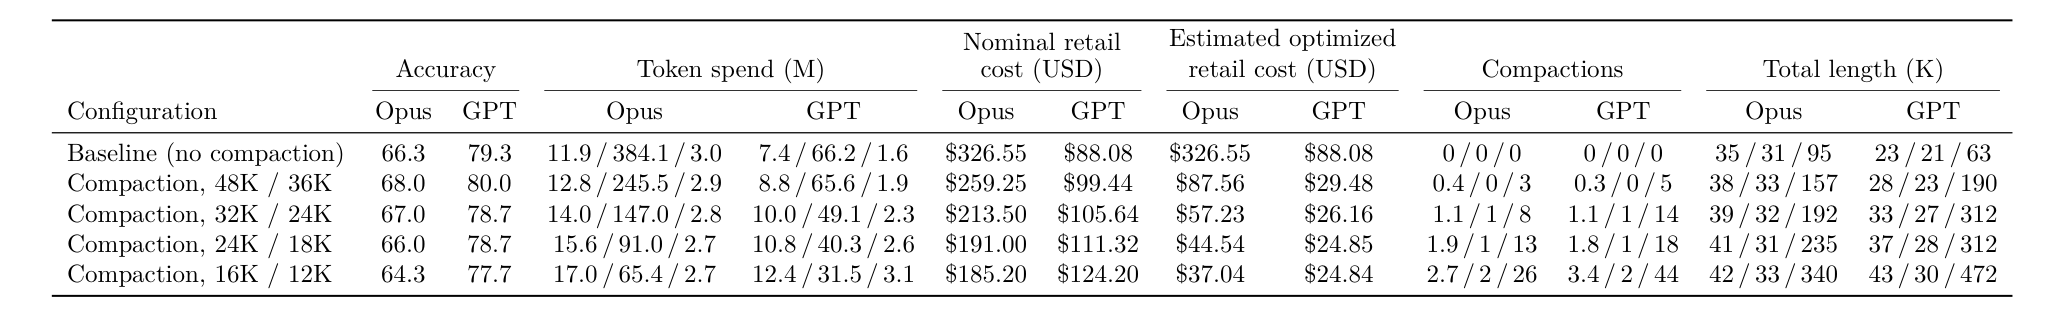 Nominal retail Estimated optimized
Accuracy Token spend (M) cost (USD) retail cost (USD) Compactions Total length (K)
Configuration Opus GPT Opus GPT Opus GPT Opus GPT Opus GPT Opus GPT
Baseline (no compaction) 66.3 79.3 11.9 / 384.1 / 3.0 7.4 / 66.2 / 1.6 $326.55 $88.08 $326.55 $88.08 0 / 0 / 0 0 / 0 / 0 35 / 31 / 95 23 / 21 / 63
Compaction, 48K / 36K 68.0 80.0 12.8 / 245.5 / 2.9 8.8 / 65.6 / 1.9 $259.25 $99.44 $87.56 $29.48 0.4 / 0 / 3 0.3 / 0 / 5 38 / 33 / 157 28 / 23 / 190
Compaction, 32K / 24K 67.0 78.7 14.0 / 147.0 / 2.8 10.0 / 49.1 / 2.3 $213.50 $105.64 $57.23 $26.16 1.1 / 1 / 8 1.1 / 1 / 14 39 / 32 / 192 33 / 27 / 312
Compaction, 24K / 18K 66.0 78.7 15.6 / 91.0 / 2.7 10.8 / 40.3 / 2.6 $191.00 $111.32 $44.54 $24.85 1.9 / 1 / 13 1.8 / 1 / 18 41 / 31 / 235 37 / 28 / 312
Compaction, 16K / 12K 64.3 77.7 17.0 / 65.4 / 2.7 12.4 / 31.5 / 3.1 $185.20 $124.20 $37.04 $24.84 2.7 / 2 / 26 3.4 / 2 / 44 42 / 33 / 340 43 / 30 / 472